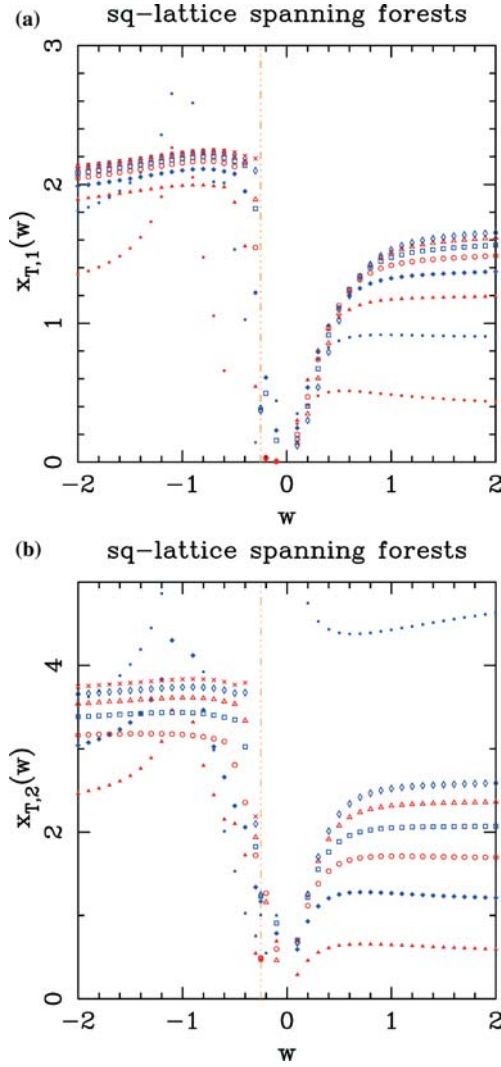 (a) sq-lattice spanning forests
3
2
1
0
x_{T,1}(w)
−2 −1 0 1 2
w
(b) sq-lattice spanning forests
4
2
0
x_{T,2}(w)
−2 −1 0 1 2
w